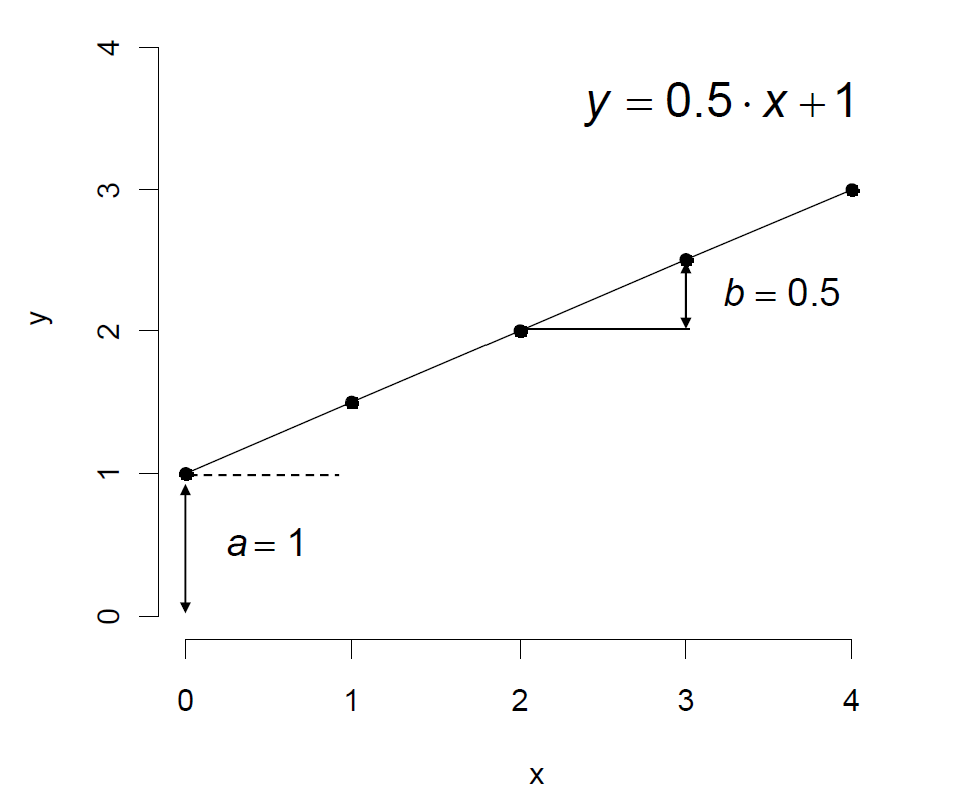 4
y = 0.5 · x + 1
3
b = 0.5
2
y
1
a = 1
0
0 1 2 3 4
x